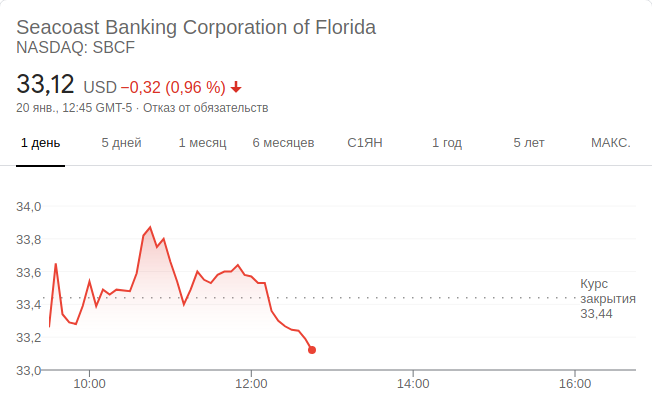 Seacoast Banking Corporation of Florida
NASDAQ: SBCF
33,12 USD −0,32 (0,96 %)
20 янв., 12:45 GMT-5 · Отказ от обязательств
1 день 5 дней 1 месяц 6 месяцев С1ЯН 1 год 5 лет МАКС.
34,0
33,8
33,6
33,4
33,2
33,0
Курс
закрытия
33,44
10:00 12:00 14:00 16:00